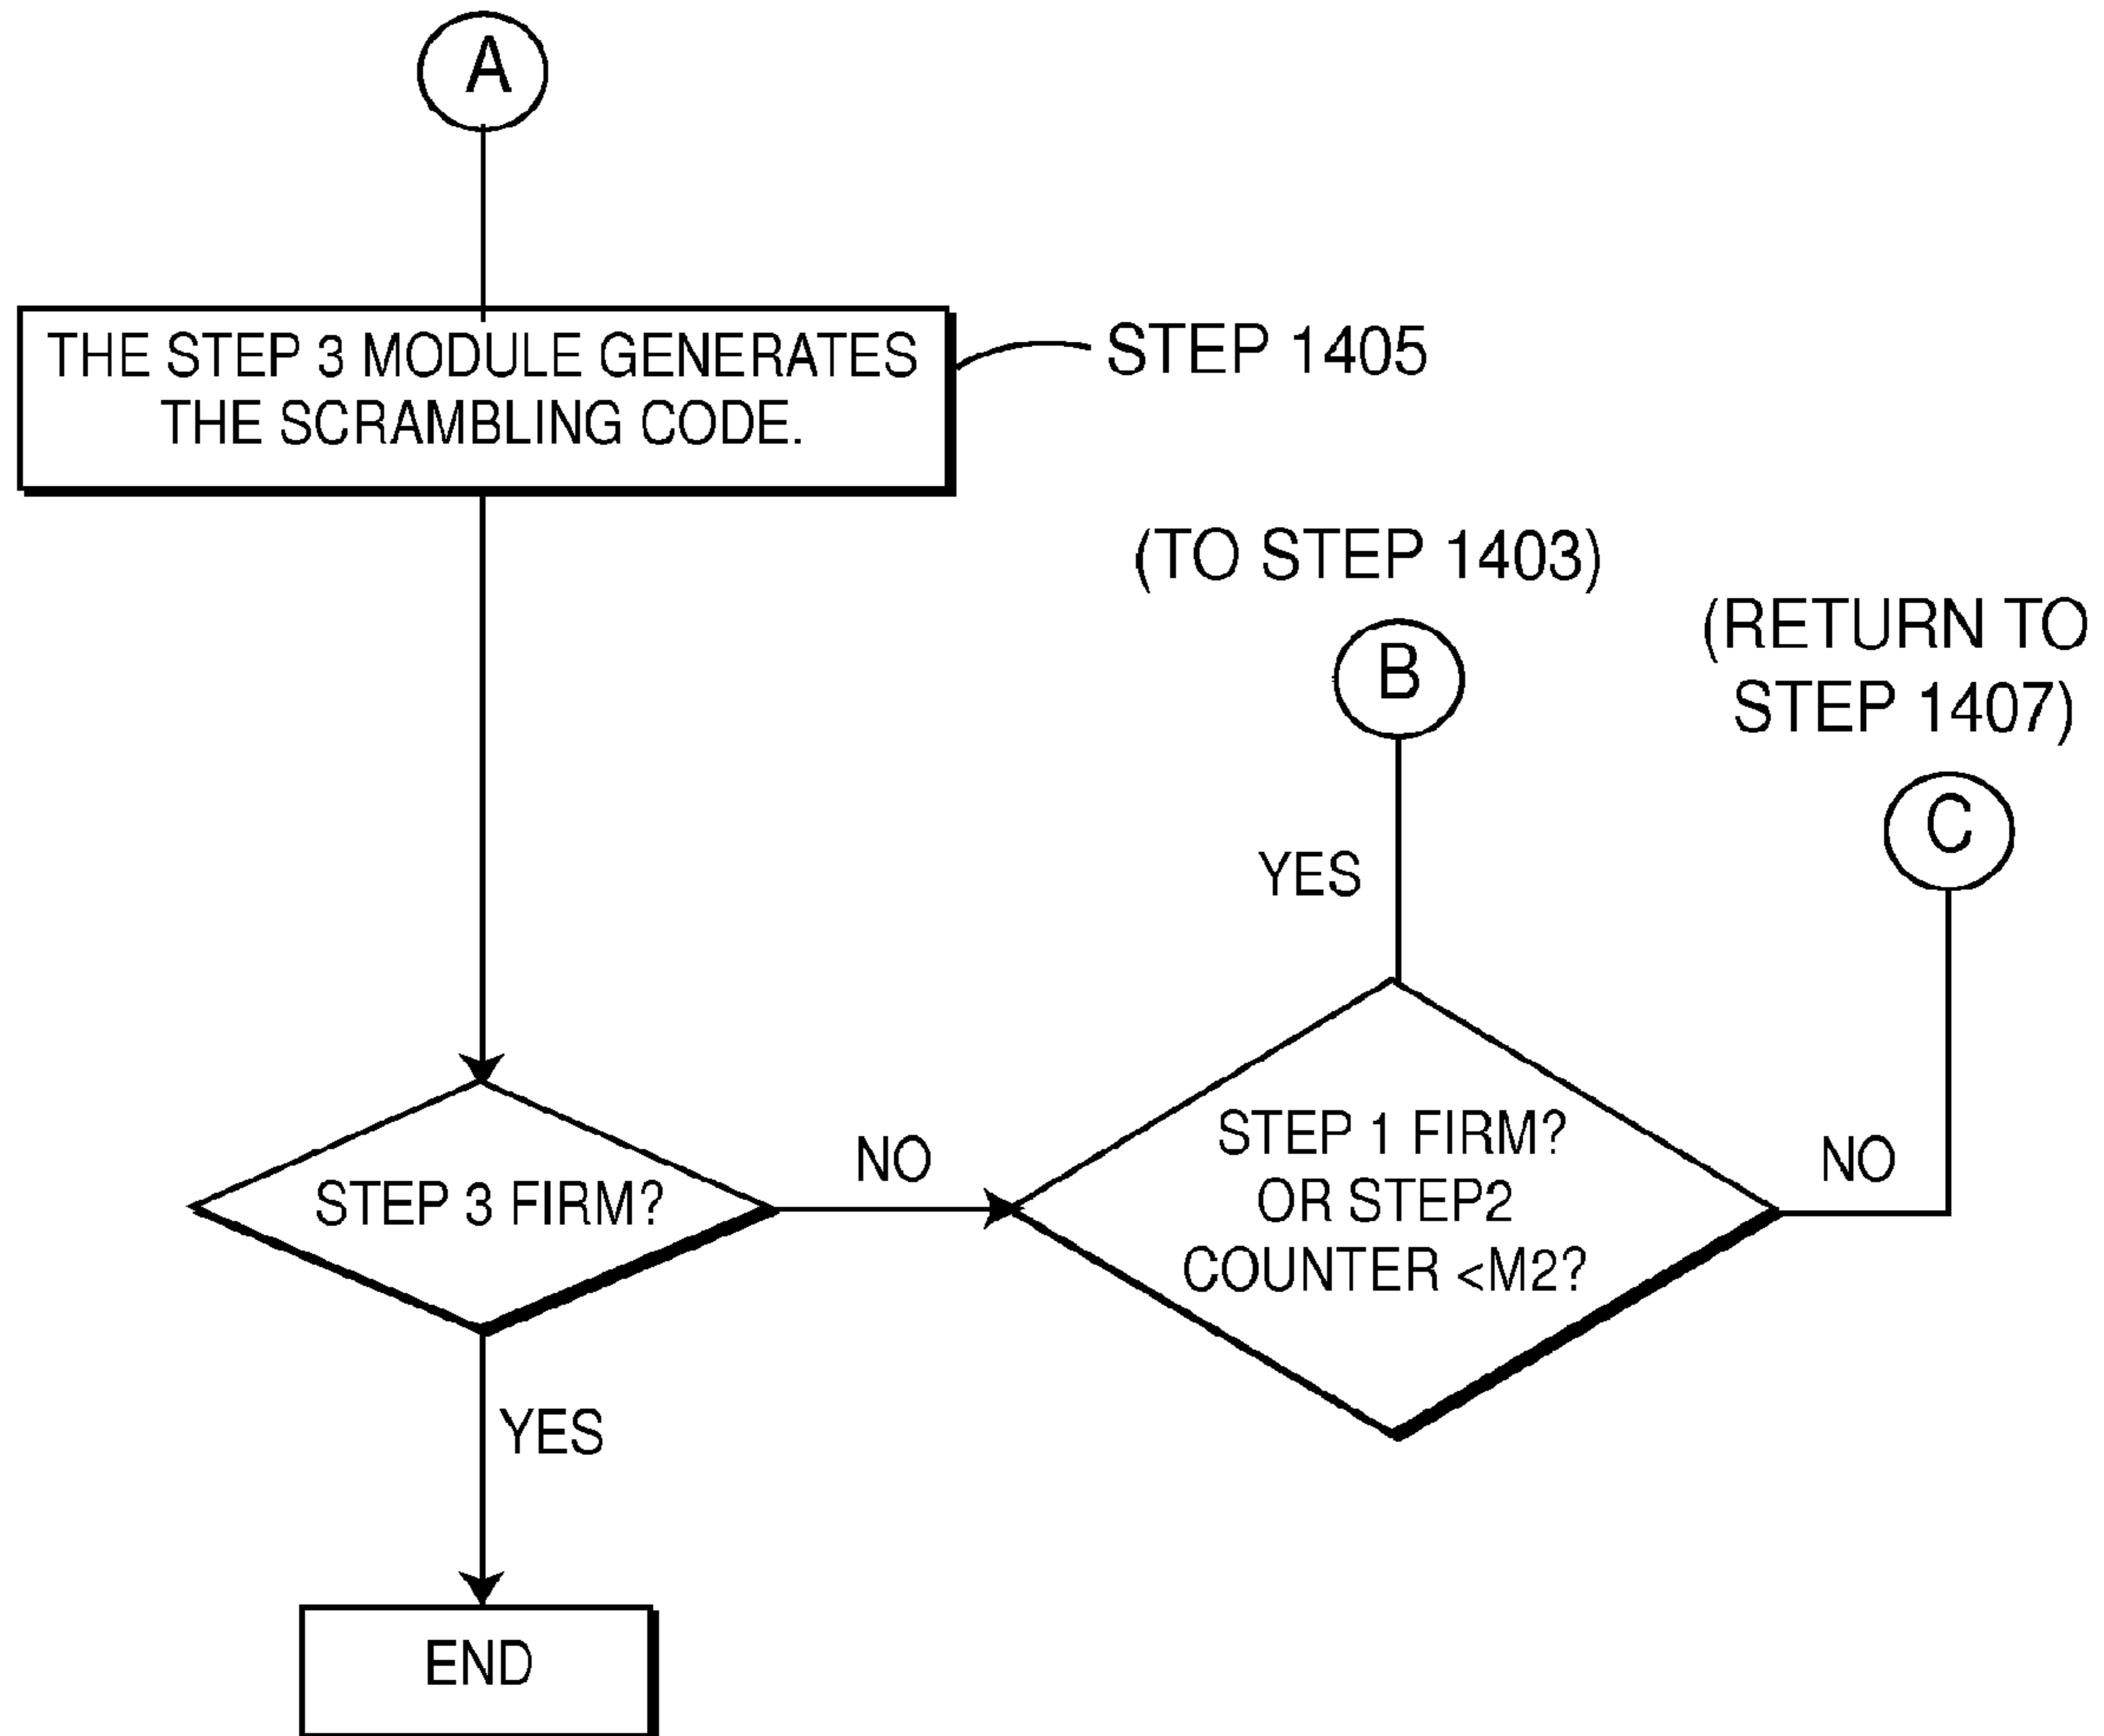 A
THE STEP 3 MODULE GENERATES
THE SCRAMBLING CODE.
STEP 1405
(TO STEP 1403)
B
(RETURN TO
STEP 1407)
C
YES
STEP 3 FIRM?
NO
STEP 1 FIRM?
OR STEP2
COUNTER <M2?
NO
YES
END